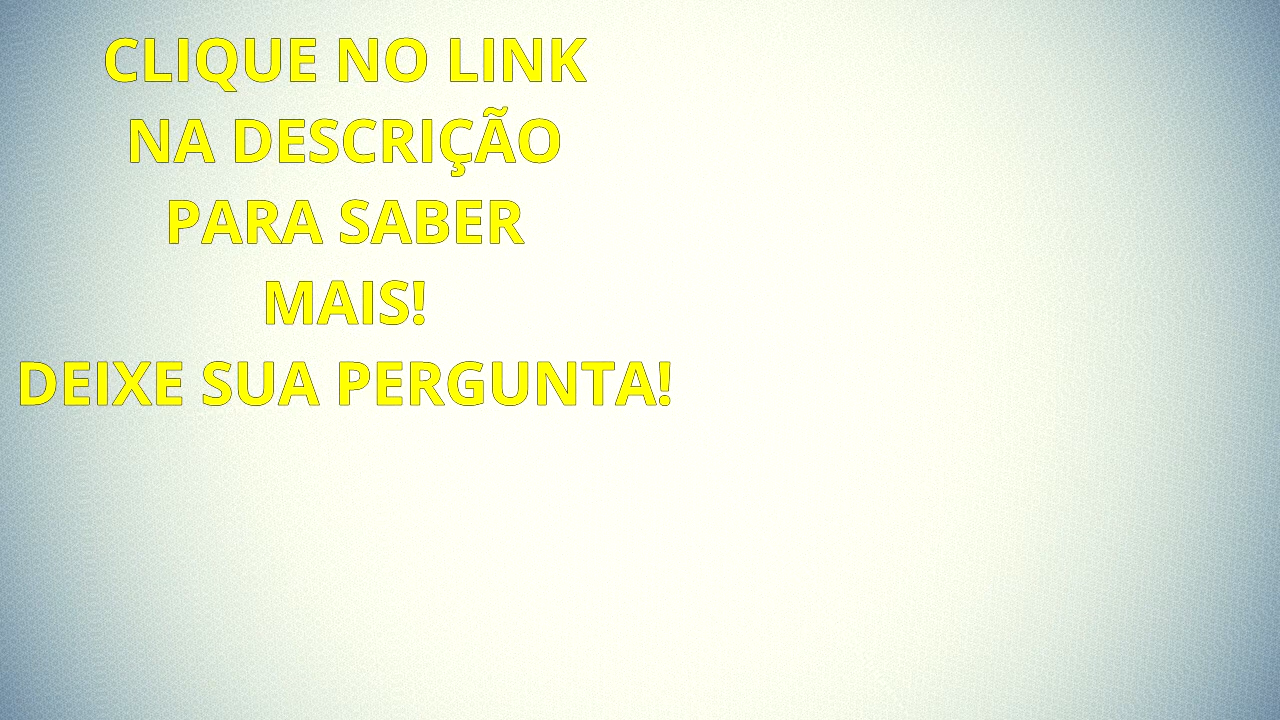 CLIQUE NO LINK
NA DESCRIÇÃO
PARA SABER
MAIS!
DEIXE SUA PERGUNTA!